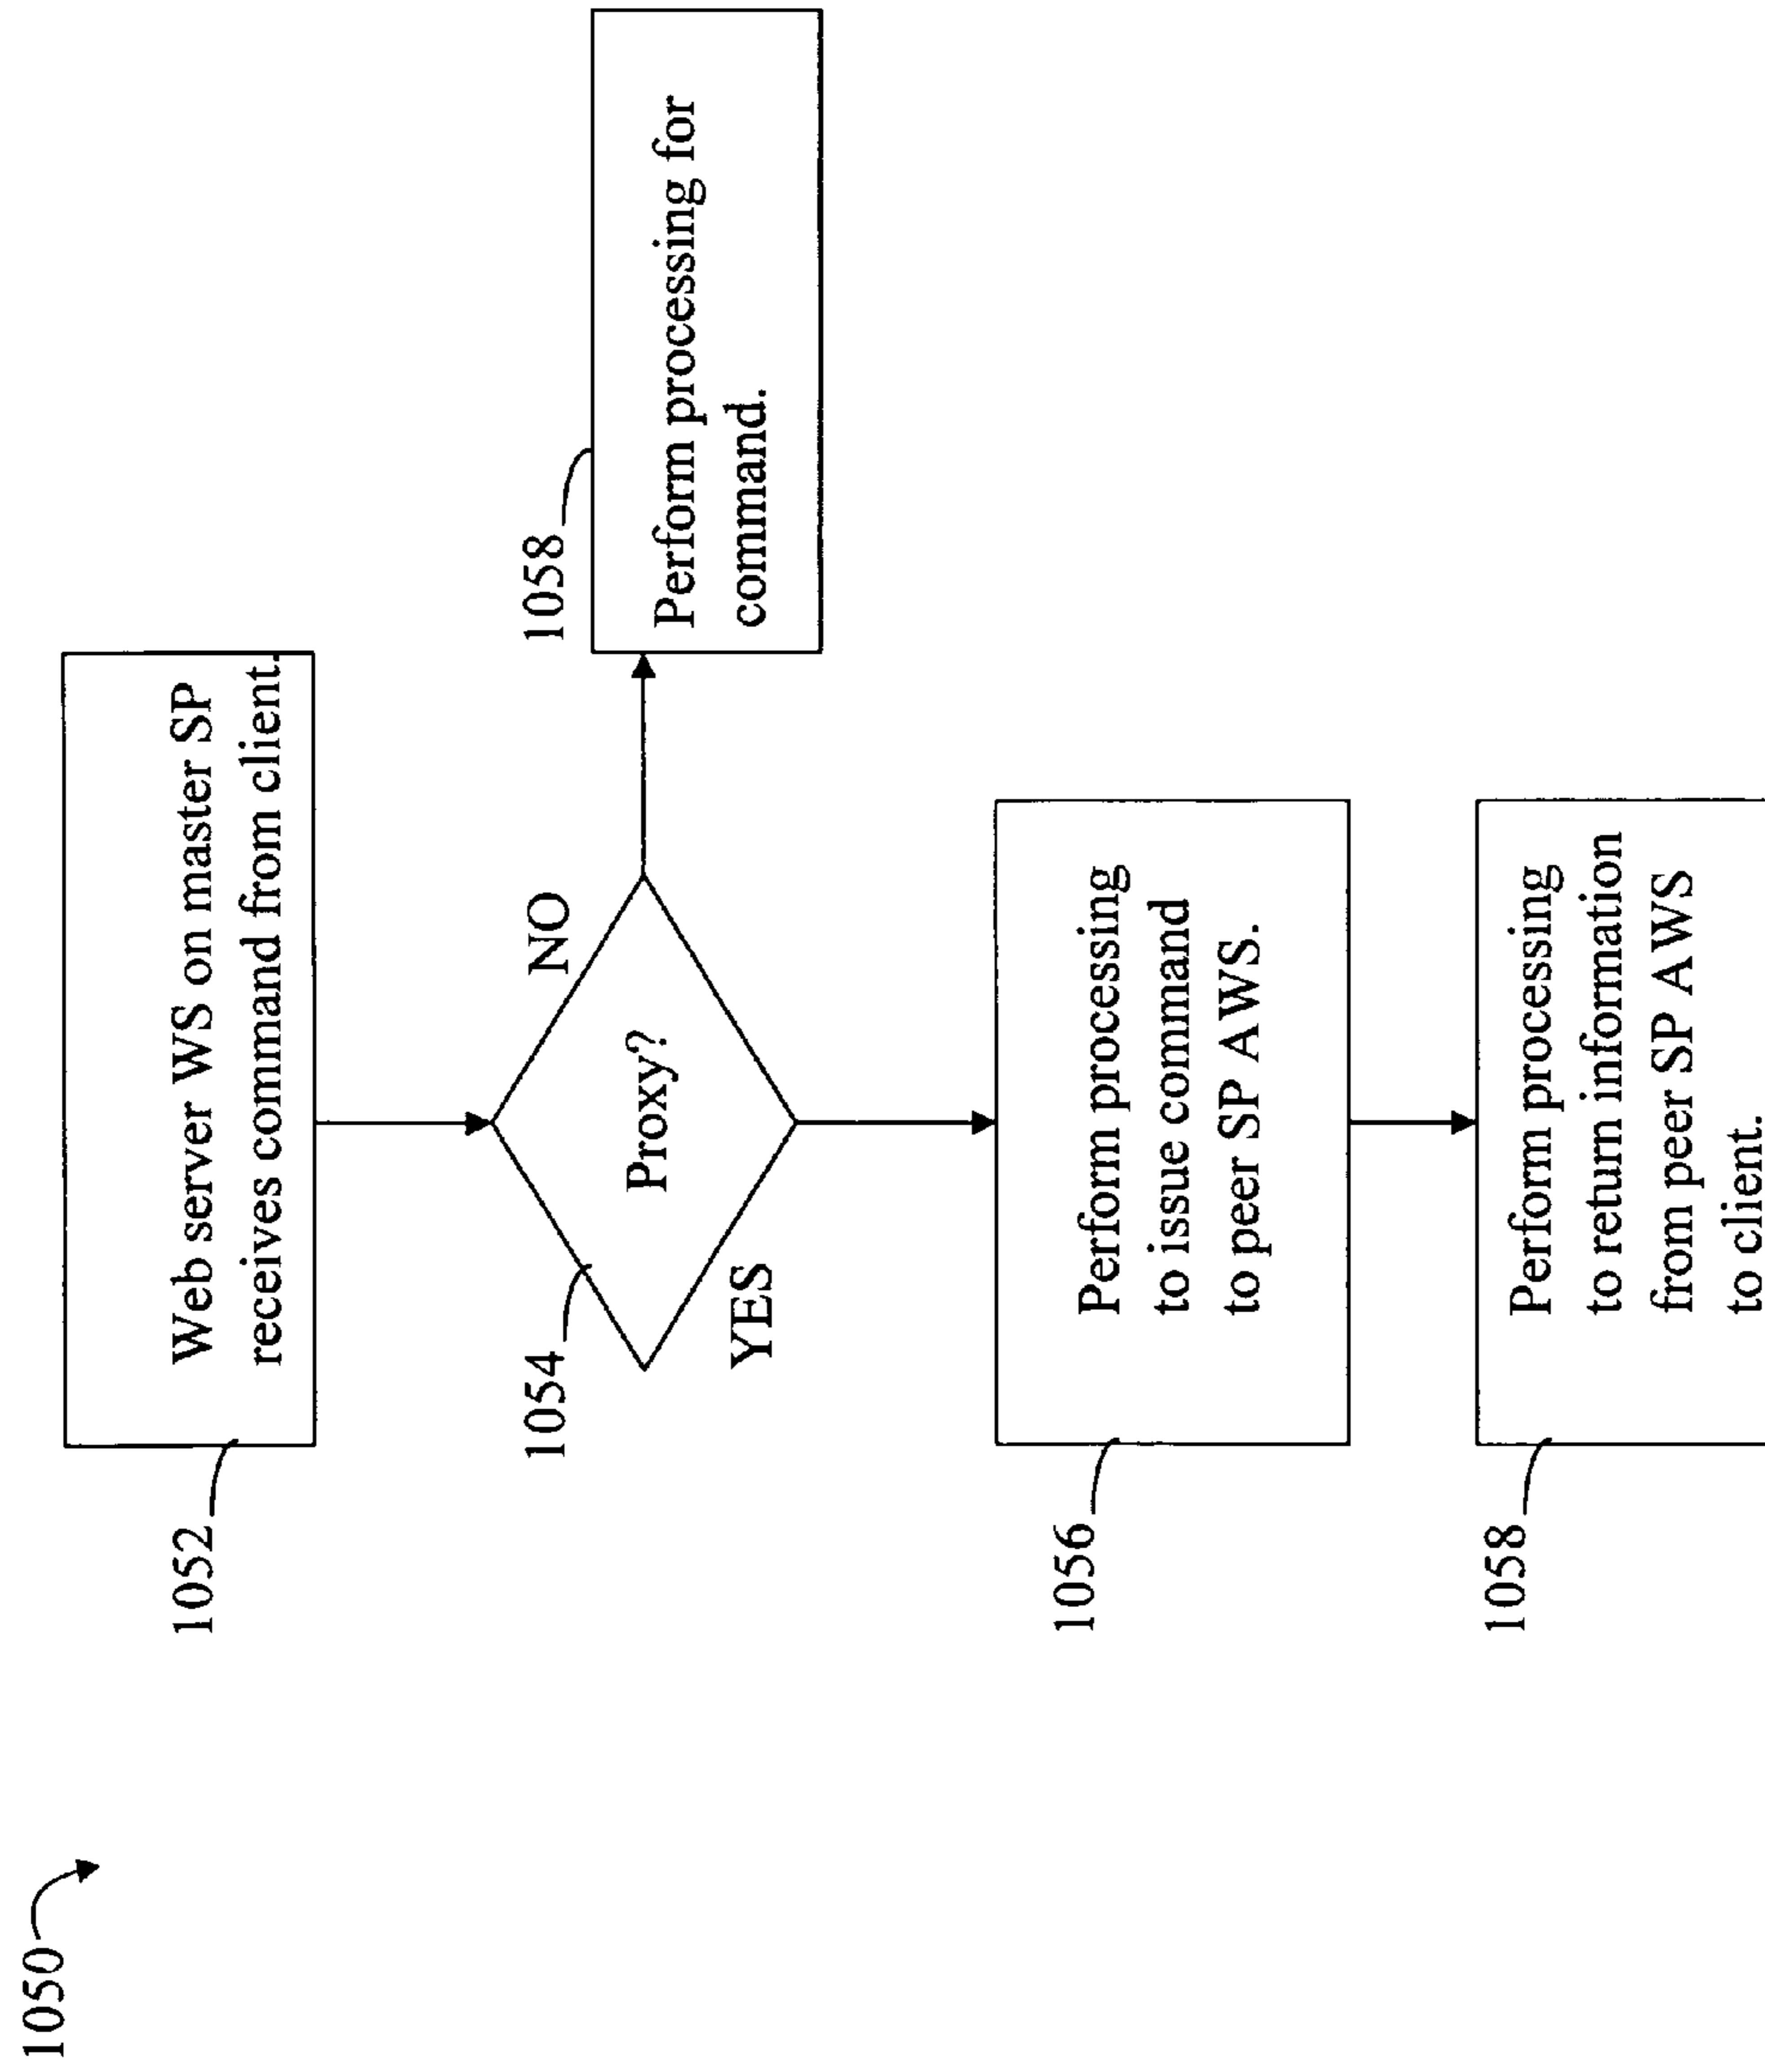 1050
1052
Web server WS on master SP
receives command from client.
1054
Proxy?
NO
YES
1058
Perform processing for
command.
1056
Perform processing
to issue command
to peer SP AWS.
1058
Perform processing
to return information
from peer SP AWS
to client.